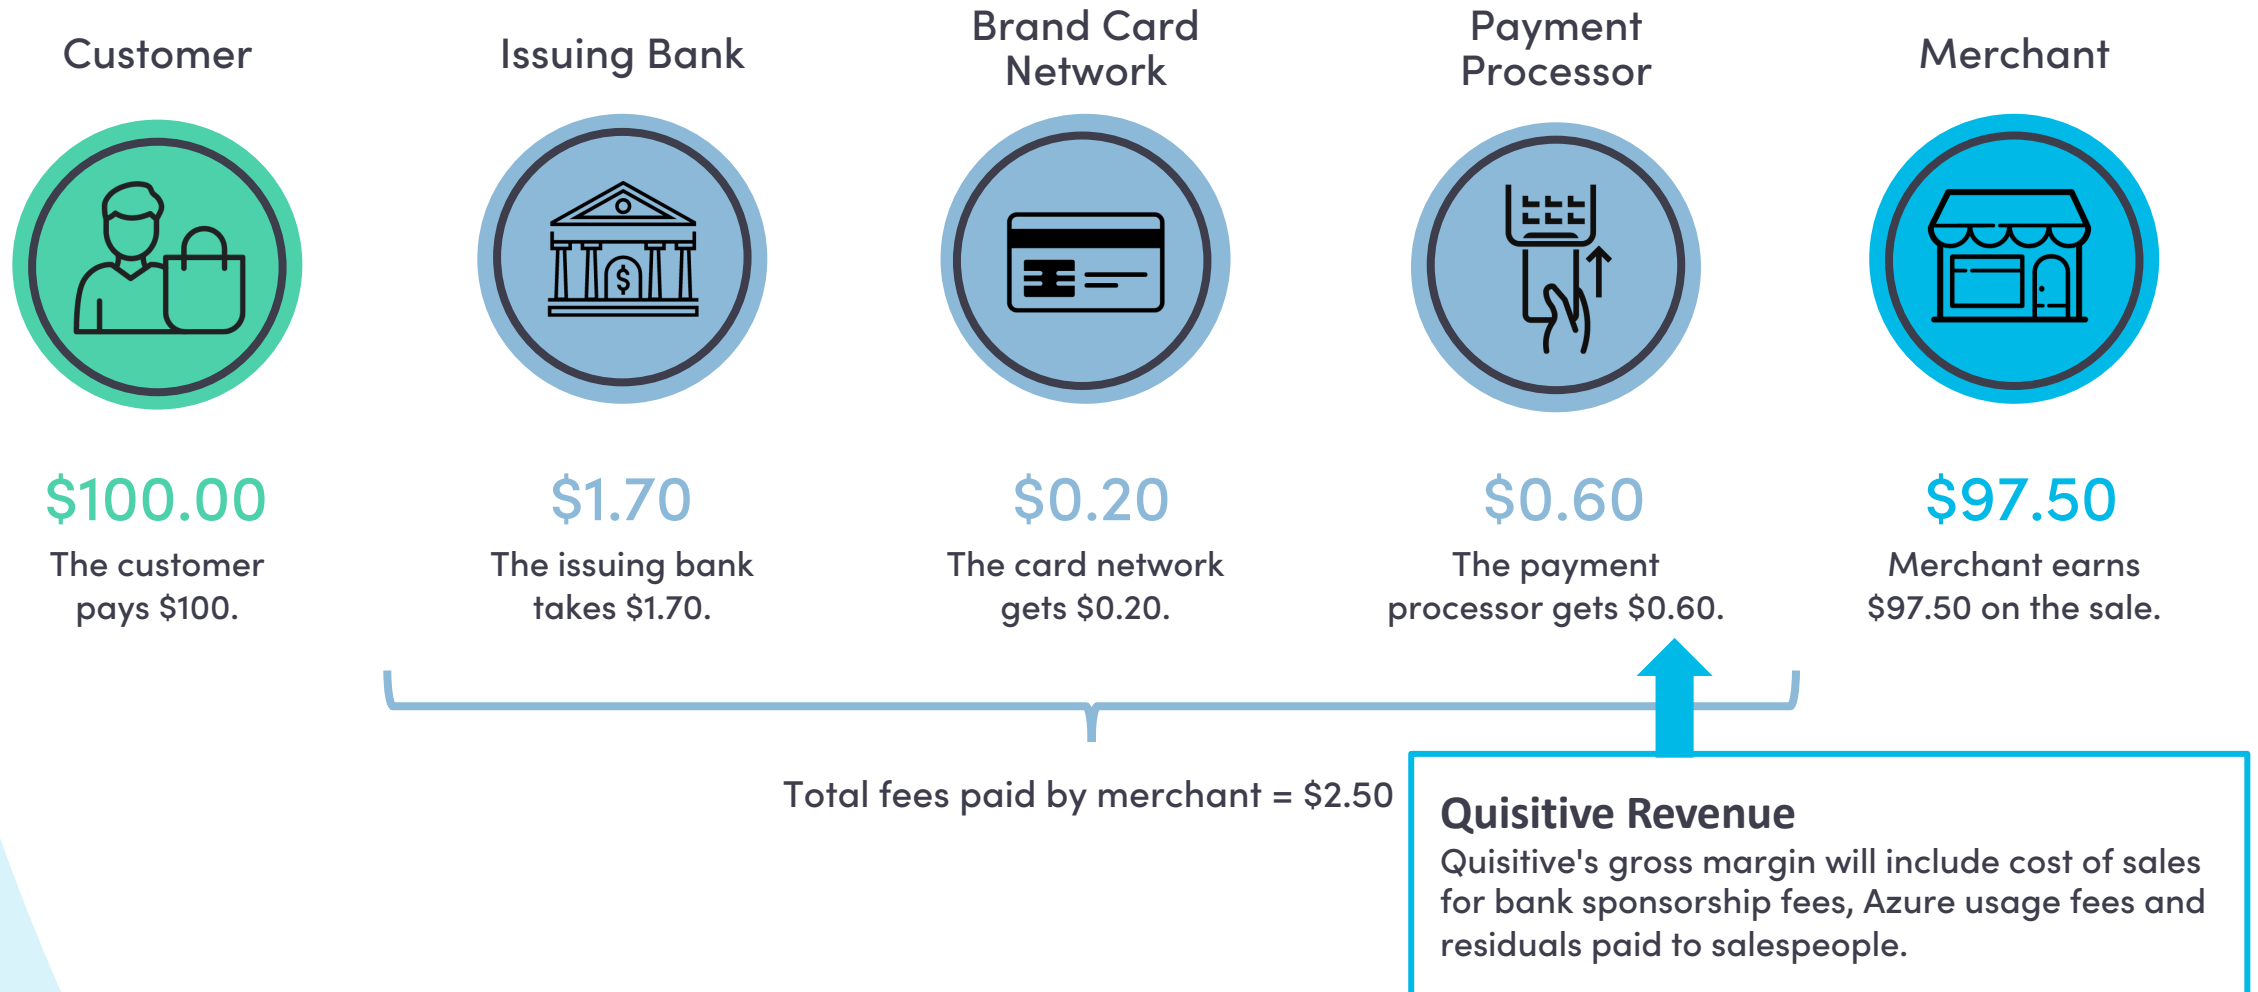 Customer
Issuing Bank
Brand Card
Network
Payment
Processor
Merchant
$
$100.00
$1.70
$0.20
$0.60
$97.50
The customer
pays $100.
The issuing bank
takes $1.70.
The card network
gets $0.20.
The payment
processor gets $0.60.
Merchant earns
$97.50 on the sale.
Total fees paid by merchant = $2.50
Quisitive Revenue
Quisitive's gross margin will include cost of sales
for bank sponsorship fees, Azure usage fees and
residuals paid to salespeople.